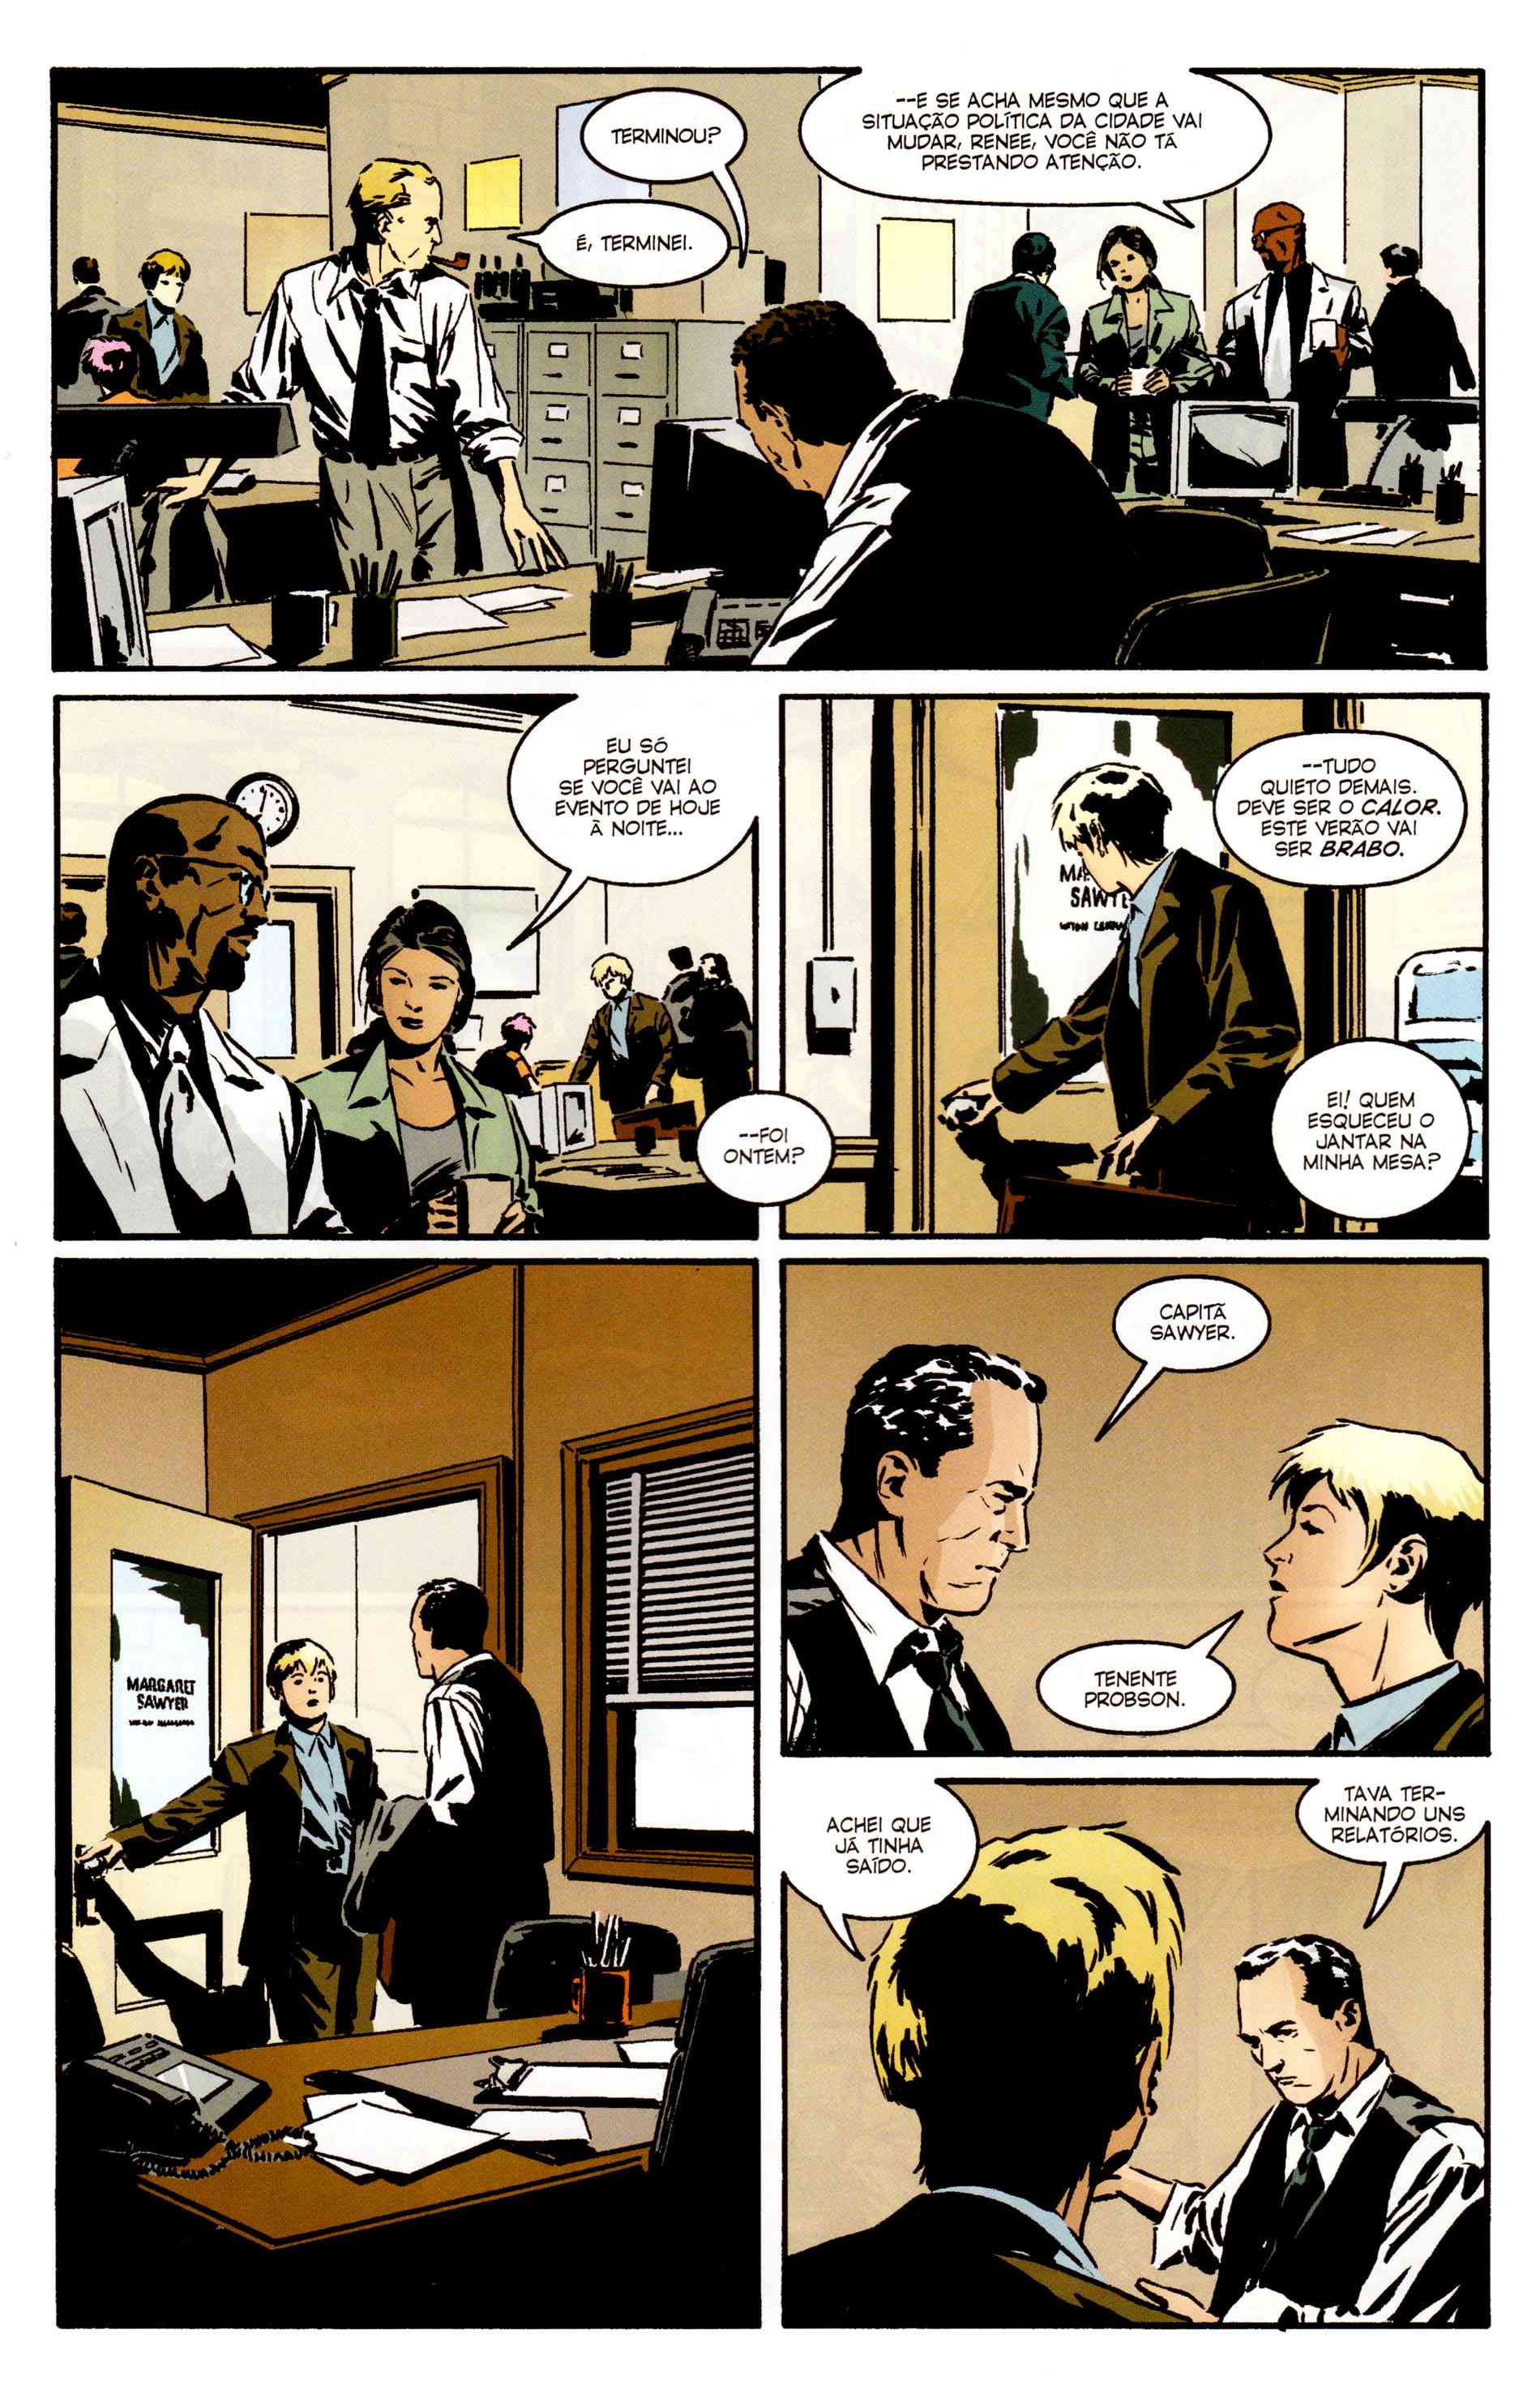 TERMINOU?
É, TERMINEI.
--E SE ACHA MESMO QUE A
SITUAÇÃO POLÍTICA DA CIDADE VAI
MUDAR, RENEE, VOCÊ NÃO TÁ
PRESTANDO ATENÇÃO.
EU SÓ
PERGUNTEI
SE VOCÊ VAI AO
EVENTO DE HOJE
À NOITE...
--FOI
ONTEM?
--TUDO
QUIETO DEMAIS.
DEVE SER O CALOR.
ESTE VERÃO VAI
SER BRABO.
EI! QUEM
ESQUECEU O
JANTAR NA
MINHA MESA?
MARGARET
SAWYER
CAPITÃ
SAWYER.
TENENTE
PROBSON.
ACHEI QUE
JÁ TINHA
SAÍDO.
TAVA TER-
MINANDO UNS
RELATÓRIOS.